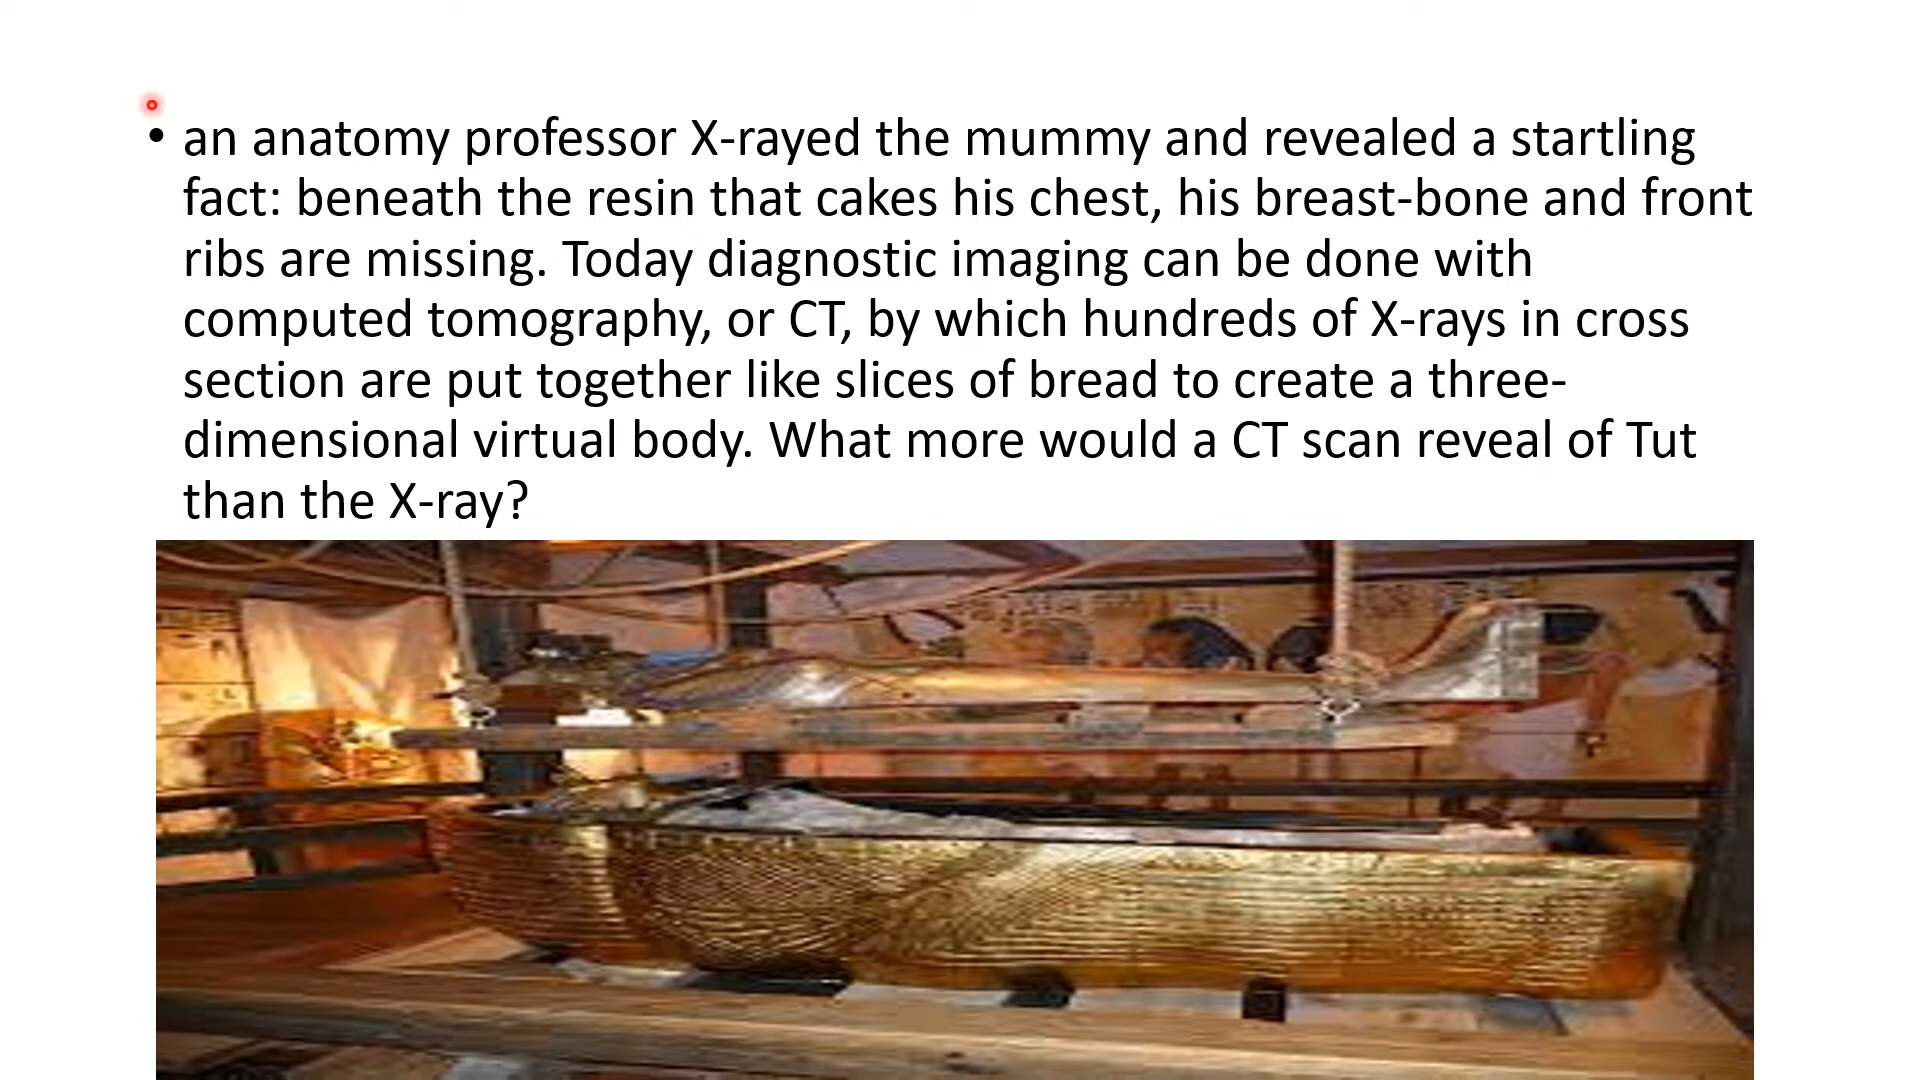 • an anatomy professor X-rayed the mummy and revealed a startling
fact: beneath the resin that cakes his chest, his breast-bone and front
ribs are missing. Today diagnostic imaging can be done with
computed tomography, or CT, by which hundreds of X-rays in cross
section are put together like slices of bread to create a three-
dimensional virtual body. What more would a CT scan reveal of Tut
than the X-ray?